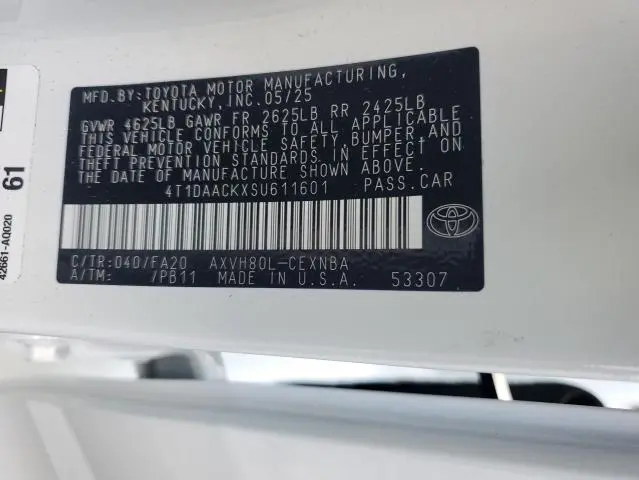 MFD.BY:TOYOTA MOTOR MANUFACTURING,
KENTUCKY, INC.05/25
GVWR 4625LB GAWR FR 2625LB RR 2425LB
THIS VEHICLE CONFORMS TO ALL APPLICABLE
FEDERAL MOTOR VEHICLE SAFETY,BUMPER,AND
THEFT PREVENTION STANDARDS IN EFFECT ON
THE DATE OF MANUFACTURE SHOWN ABOVE.
4T1DAACKXSU611601 PASS.CAR
C/TR:040/FA20 AXVH80L-CEXNBA
A/TM: /PB11 MADE IN U.S.A. 53307
61
42661-A0020